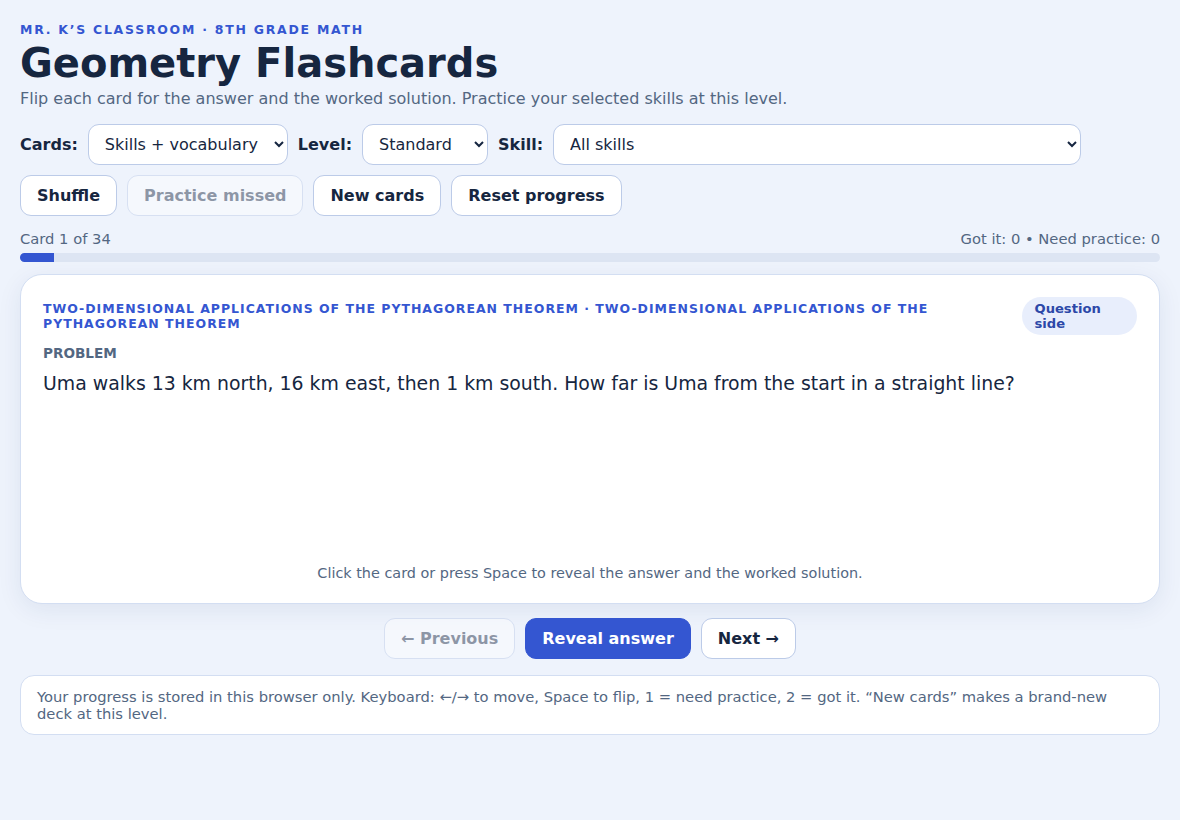 MR. K’S CLASSROOM · 8TH GRADE MATH
Geometry Flashcards
Flip each card for the answer and the worked solution. Practice your selected skills at this level.
Cards: Skills + vocabulary Level: Standard Skill: All skills
Shuffle Practice missed New cards Reset progress
Card 1 of 34 Got it: 0 • Need practice: 0
TWO-DIMENSIONAL APPLICATIONS OF THE PYTHAGOREAN THEOREM · TWO-DIMENSIONAL APPLICATIONS OF THE
PYTHAGOREAN THEOREM
Question
side
PROBLEM
Uma walks 13 km north, 16 km east, then 1 km south. How far is Uma from the start in a straight line?
Click the card or press Space to reveal the answer and the worked solution.
← Previous Reveal answer Next →
Your progress is stored in this browser only. Keyboard: ←/→ to move, Space to flip, 1 = need practice, 2 = got it. “New cards” makes a brand-new
deck at this level.